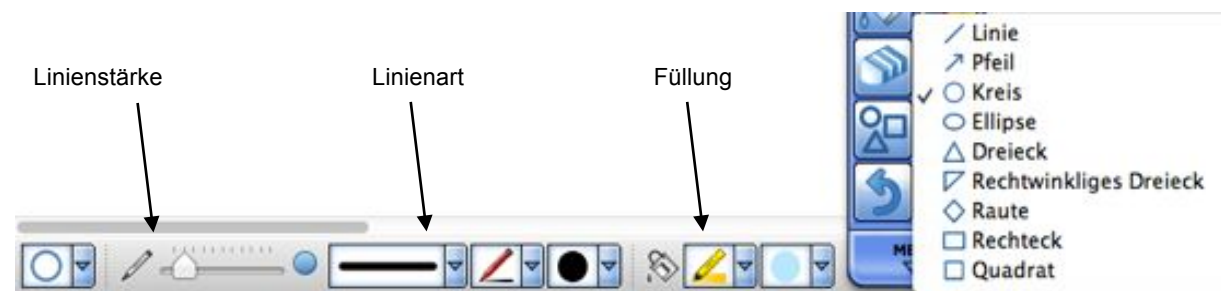 Linienstärke
Linienart
Füllung
Linie
Pfeil
Kreis
Ellipse
Dreieck
Rechtwinkliges Dreieck
Raute
Rechteck
Quadrat